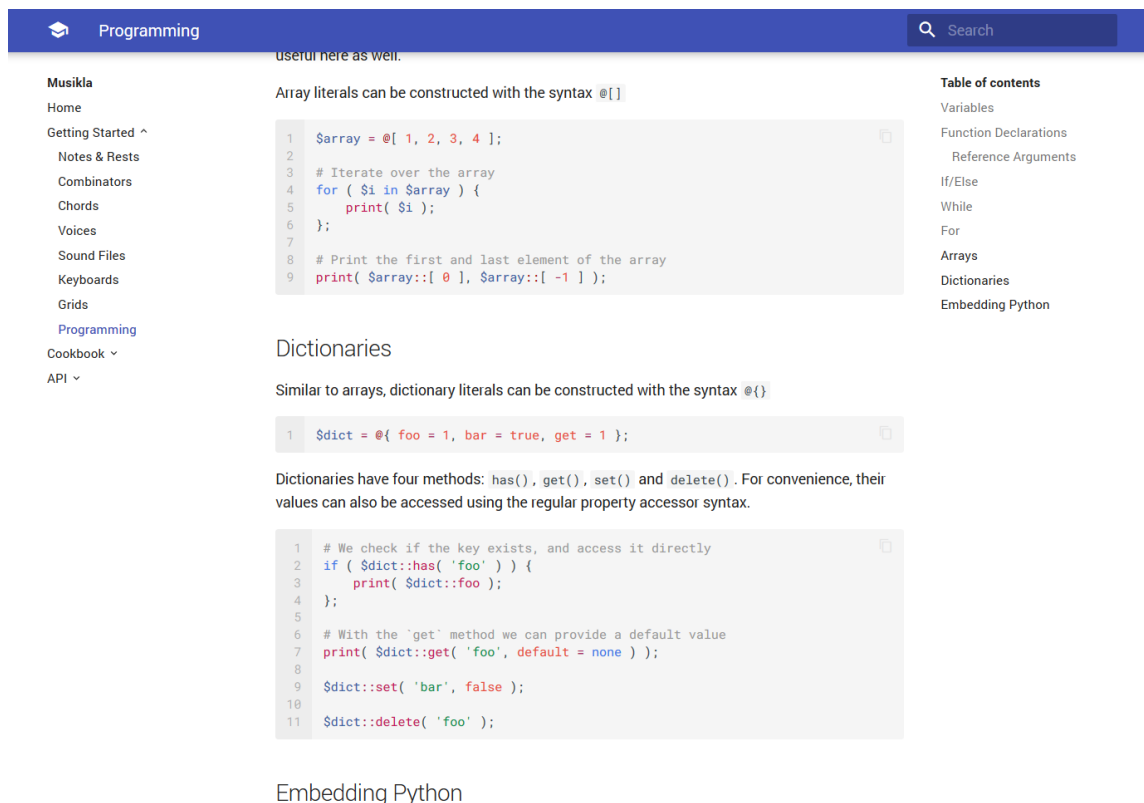 Programming
Search
Musikla
Home
Getting Started
Notes & Rests
Combinators
Chords
Voices
Sound Files
Keyboards
Grids
Programming
Cookbook
API
useful here as well.
Array literals can be constructed with the syntax @[]
1 $array = @[ 1, 2, 3, 4 ];
2
3 # Iterate over the array
4 for ( $i in $array ) {
5     print( $i );
6 };
7
8 # Print the first and last element of the array
9 print( $array::[ 0 ], $array::[ -1 ] );
Dictionaries
Similar to arrays, dictionary literals can be constructed with the syntax @{}
1 $dict = @{ foo = 1, bar = true, get = 1 };
Dictionaries have four methods: has(), get(), set() and delete(). For convenience, their
values can also be accessed using the regular property accessor syntax.
1 # We check if the key exists, and access it directly
2 if ( $dict::has( 'foo' ) ) {
3     print( $dict::foo );
4 };
5
6 # With the `get` method we can provide a default value
7 print( $dict::get( 'foo', default = none ) );
8
9 $dict::set( 'bar', false );
10
11 $dict::delete( 'foo' );
Embedding Python
Table of contents
Variables
Function Declarations
Reference Arguments
If/Else
While
For
Arrays
Dictionaries
Embedding Python